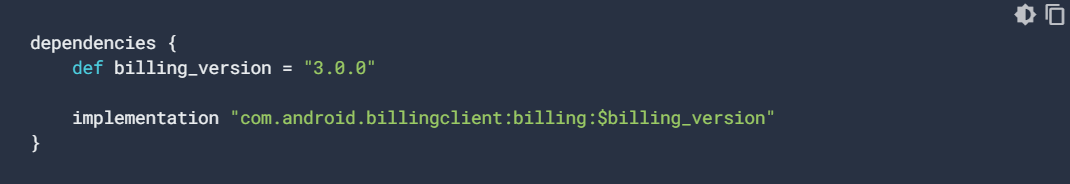 dependencies {
    def billing_version = "3.0.0"
    implementation "com.android.billingclient:billing:$billing_version"
}